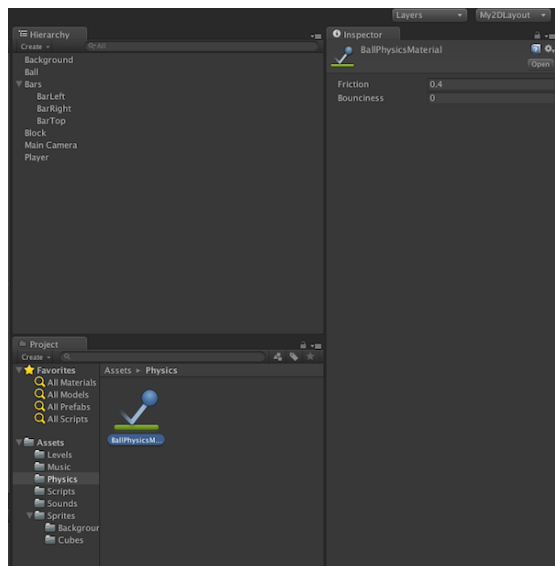 Layers
My2DLayout
Hierarchy
Create
All
Background
Ball
Bars
BarLeft
BarRight
BarTop
Block
Main Camera
Player
Inspector
BallPhysicsMaterial
Open
Friction 0.4
Bounciness 0
Project
Create
Favorites
All Materials
All Models
All Prefabs
All Scripts
Assets
Levels
Music
Physics
Scripts
Sounds
Sprites
Backgrour
Cubes
Assets ▸ Physics
BallPhysicsM...